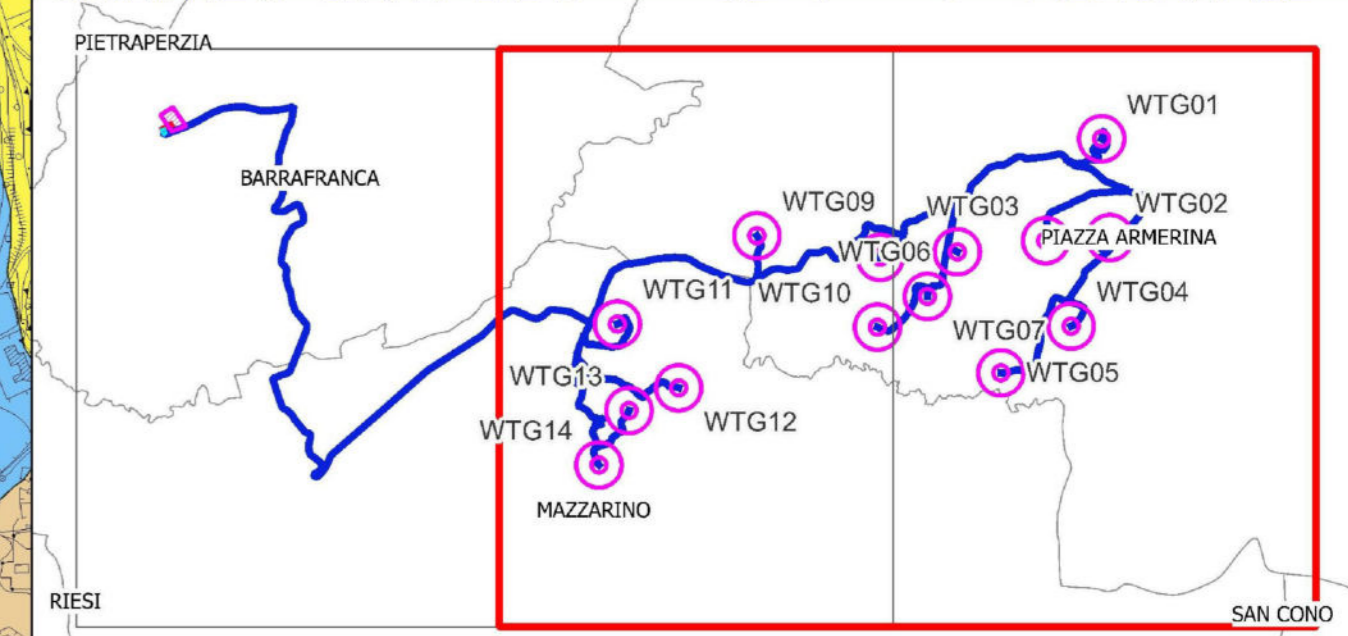 PIETRAPERZIA
WTG01
BARRAFRANCA
WTG09
WTG03
WTG02
PIAZZA ARMERINA
WTG06
WTG11
WTG10
WTG04
WTG07
WTG13
WTG05
WTG12
WTG14
MAZZARINO
RIESI
SAN CONO